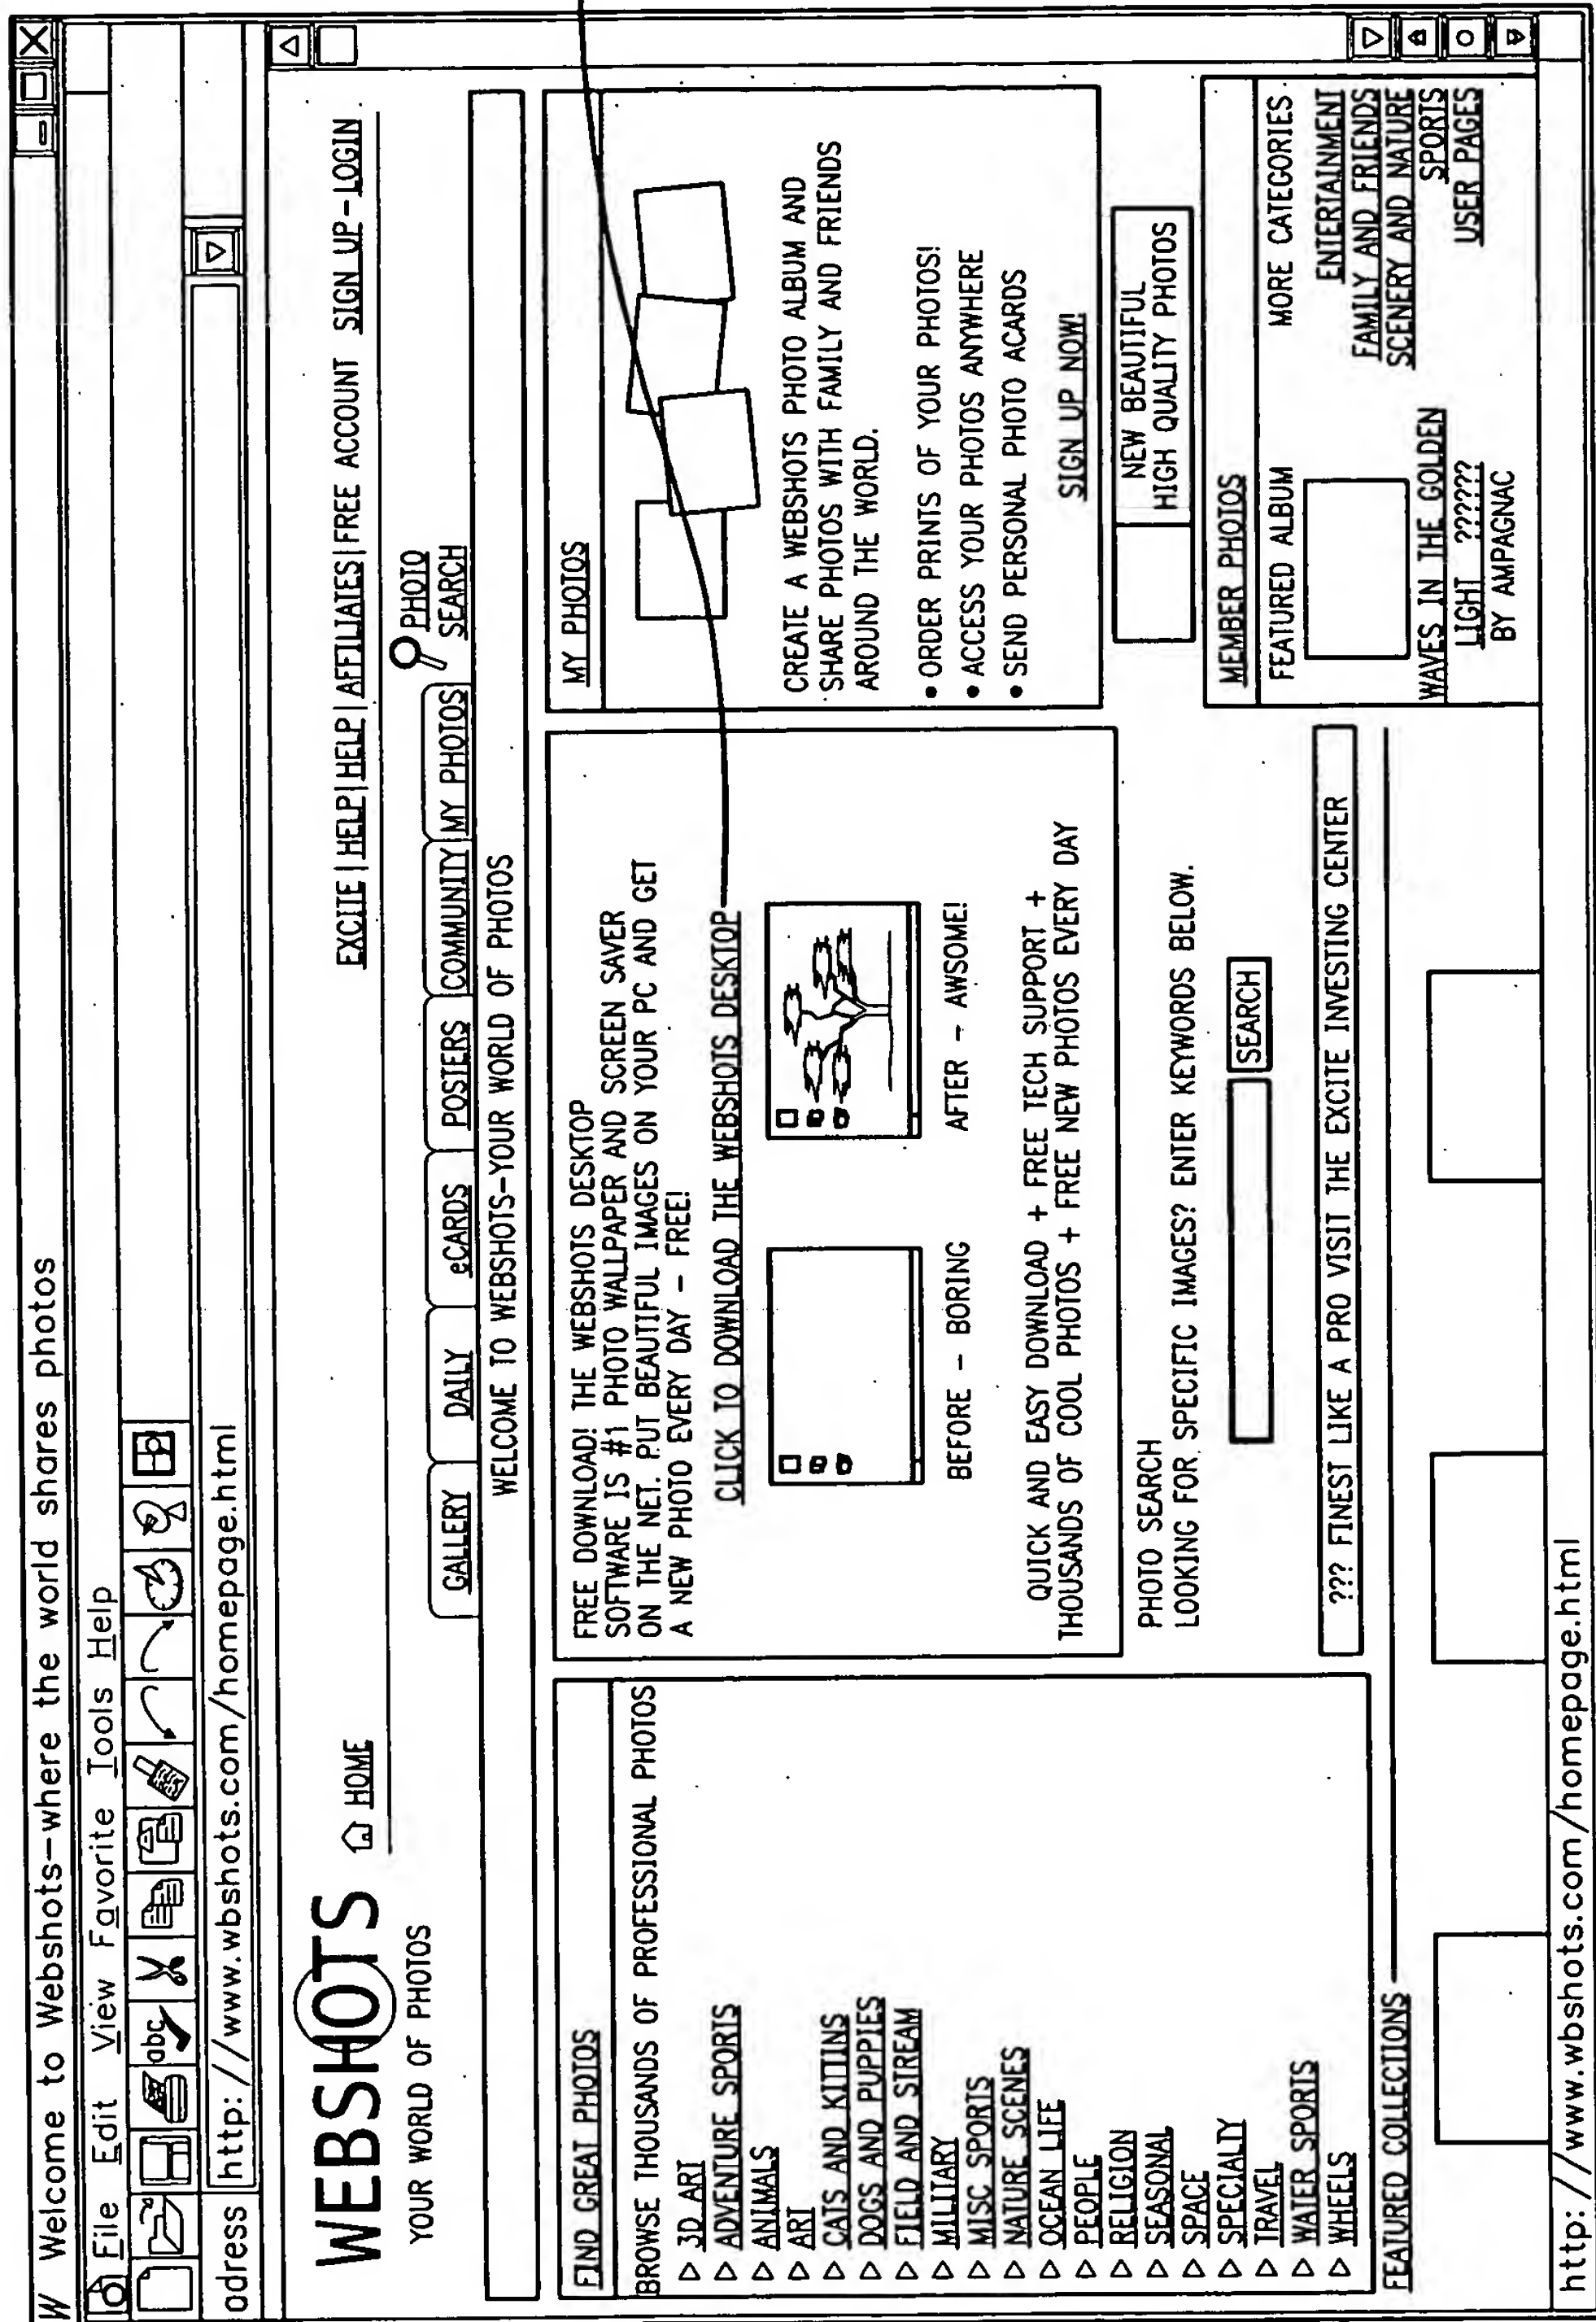 W Welcome to Webshots-where the world shares photos
File Edit View Favorite Tools Help
abc
adress http://www.wbshots.com/homepage.html
WEBSHOTS
YOUR WORLD OF PHOTOS
HOME
EXCITE|HELP|HELP|AFFILIATES|FREE ACCOUNT SIGN UP-LOGIN
GALLERY DAILY eCARDS POSTERS COMMUNITY MY PHOTOS
PHOTO
SEARCH
WELCOME TO WEBSHOTS-YOUR WORLD OF PHOTOS
FIND GREAT PHOTOS
BROWSE THOUSANDS OF PROFESSIONAL PHOTOS
3D ART
ADVENTURE SPORTS
ANIMALS
ART
CATS AND KITTINS
DOGS AND PUPPIES
FIELD AND STREAM
MILITARY
MISC SPORTS
NATURE SCENES
OCEAN LIFE
PEOPLE
RELIGION
SEASONAL
SPACE
SPECIALTY
TRAVEL
WATER SPORTS
WHEELS
FREE DOWNLOAD! THE WEBSHOTS DESKTOP
SOFTWARE IS #1 PHOTO WALLPAPER AND SCREEN SAVER
ON THE NET. PUT BEAUTIFUL IMAGES ON YOUR PC AND GET
A NEW PHOTO EVERY DAY - FREE!
CLICK TO DOWNLOAD THE WEBSHOTS DESKTOP
BEFORE - BORING
AFTER - AWSOME!
QUICK AND EASY DOWNLOAD + FREE TECH SUPPORT +
THOUSANDS OF COOL PHOTOS + FREE NEW PHOTOS EVERY DAY
PHOTO SEARCH
LOOKING FOR SPECIFIC IMAGES? ENTER KEYWORDS BELOW.
SEARCH
??? FINEST LIKE A PRO VISIT THE EXCITE INVESTING CENTER
MY PHOTOS
CREATE A WEBSHOTS PHOTO ALBUM AND
SHARE PHOTOS WITH FAMILY AND FRIENDS
AROUND THE WORLD.
• ORDER PRINTS OF YOUR PHOTOS!
• ACCESS YOUR PHOTOS ANYWHERE
• SEND PERSONAL PHOTO ACARDS
SIGN UP NOW!
NEW BEAUTIFUL
HIGH QUALITY PHOTOS
MEMBER PHOTOS
FEATURED ALBUM
WAVES IN THE GOLDEN
LIGHT ??????
BY AMPAGNAC
MORE CATEGORIES
ENTERTAINMENT
FAMILY AND FRIENDS
SCENERY AND NATURE
SPORTS
USER PAGES
FEATURED COLLECTIONS
http://www.wbshots.com/homepage.html